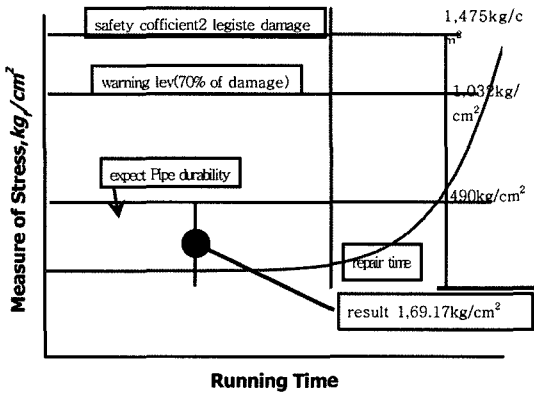 safety cofficient2 legiste damage
1,475kg/c
m²
warning lev(70% of damage)
1,032kg/
cm²
expect Pipe durability
490kg/cm²
repair time
result 1,69.17kg/cm²
Measure of Stress, kgf/cm²
Running Time